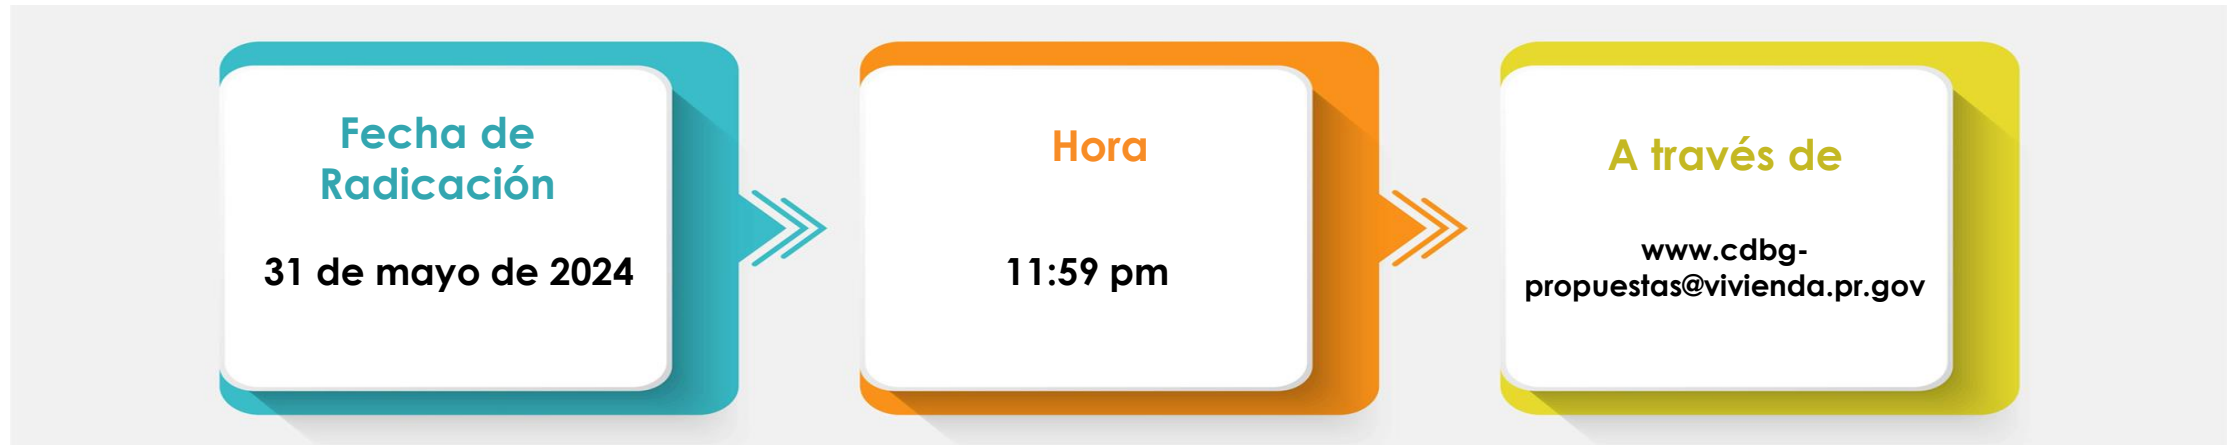 Fecha de
Radicación
31 de mayo de 2024
Hora
11:59 pm
A través de
www.cdbg-
propuestas@vivienda.pr.gov